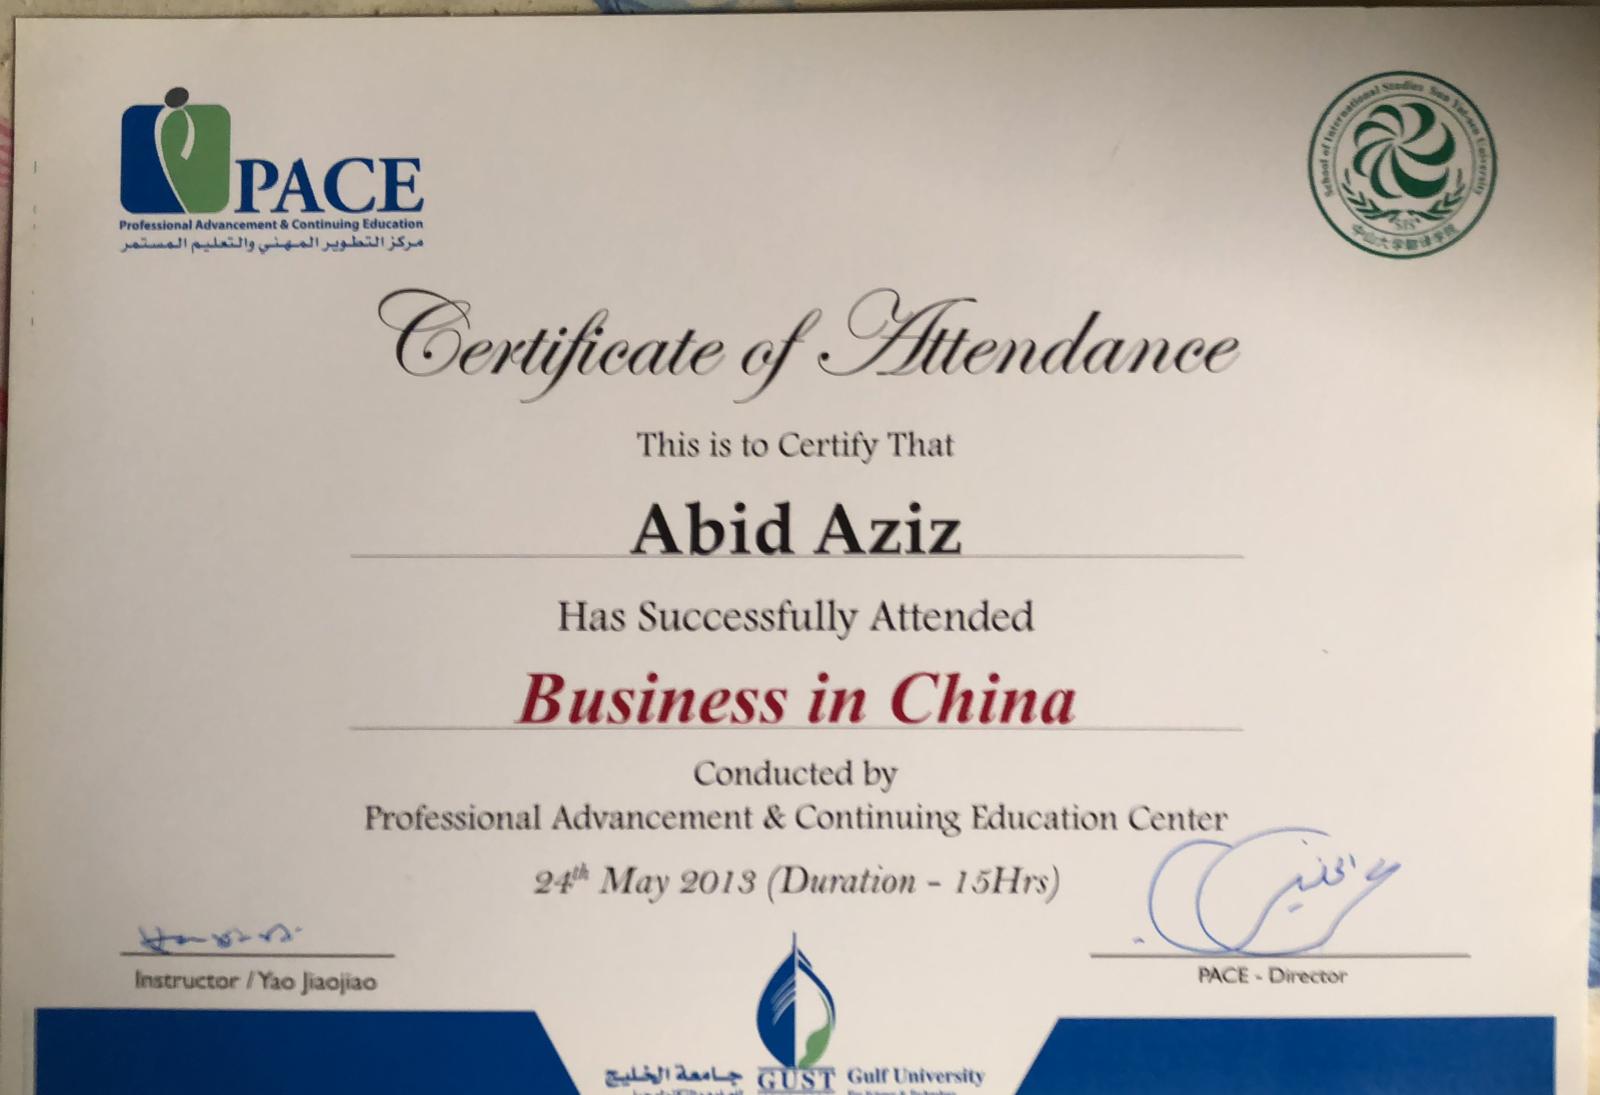 PACE
Professional Advancement & Continuing Education
مركز التطوير المهني والتعليم المستمر
School of International Studies Sun Yat-sen University
SIS
中山大学翻译学院
Certificate of Attendance
This is to Certify That
Abid Aziz
Has Successfully Attended
Business in China
Conducted by
Professional Advancement & Continuing Education Center
24th May 2013 (Duration - 15Hrs)
Instructor / Yao Jiaojiao
PACE - Director
جامعة الخليج GUST Gulf University